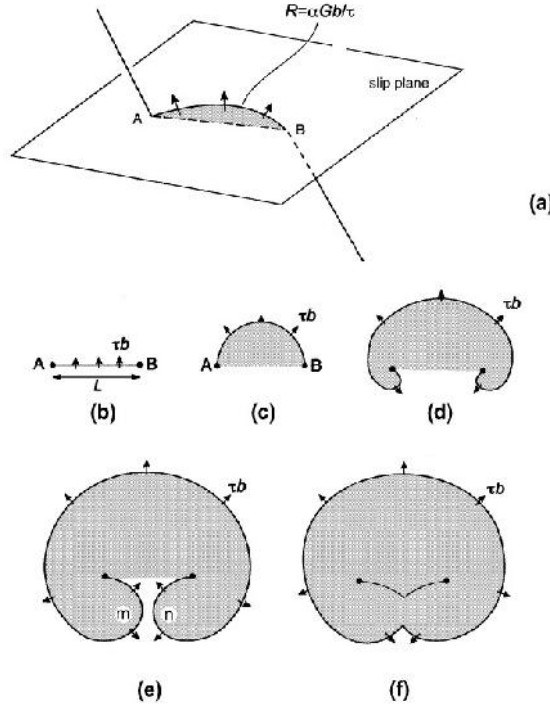 R=αGb/τ
slip plane
A
B
(a)
τb
A
B
L
(b)
τb
A
B
(c)
τb
(d)
τb
m
n
(e)
τb
(f)